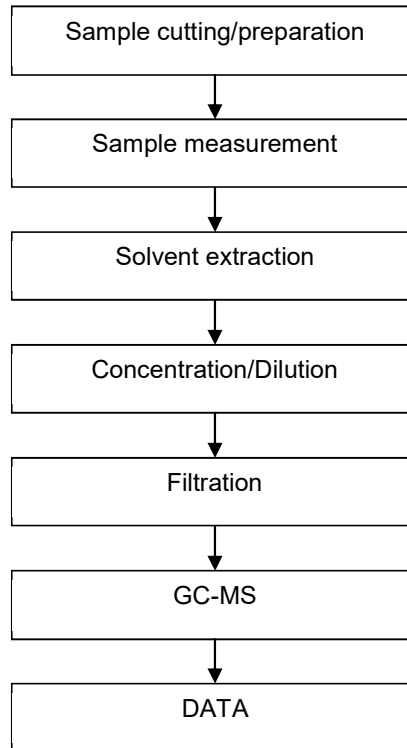 Sample cutting/preparation
Sample measurement
Solvent extraction
Concentration/Dilution
Filtration
GC-MS
DATA